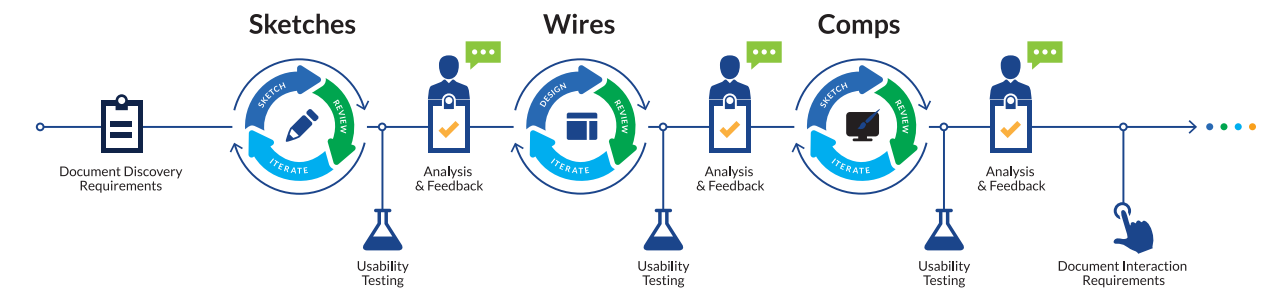 Sketches
Wires
Comps
SKETCH
REVIEW
ITERATE
DESIGN
REVIEW
ITERATE
SKETCH
REVIEW
ITERATE
Document Discovery
Requirements
Analysis
& Feedback
Analysis
& Feedback
Analysis
& Feedback
Usability
Testing
Usability
Testing
Usability
Testing
Document Interaction
Requirements